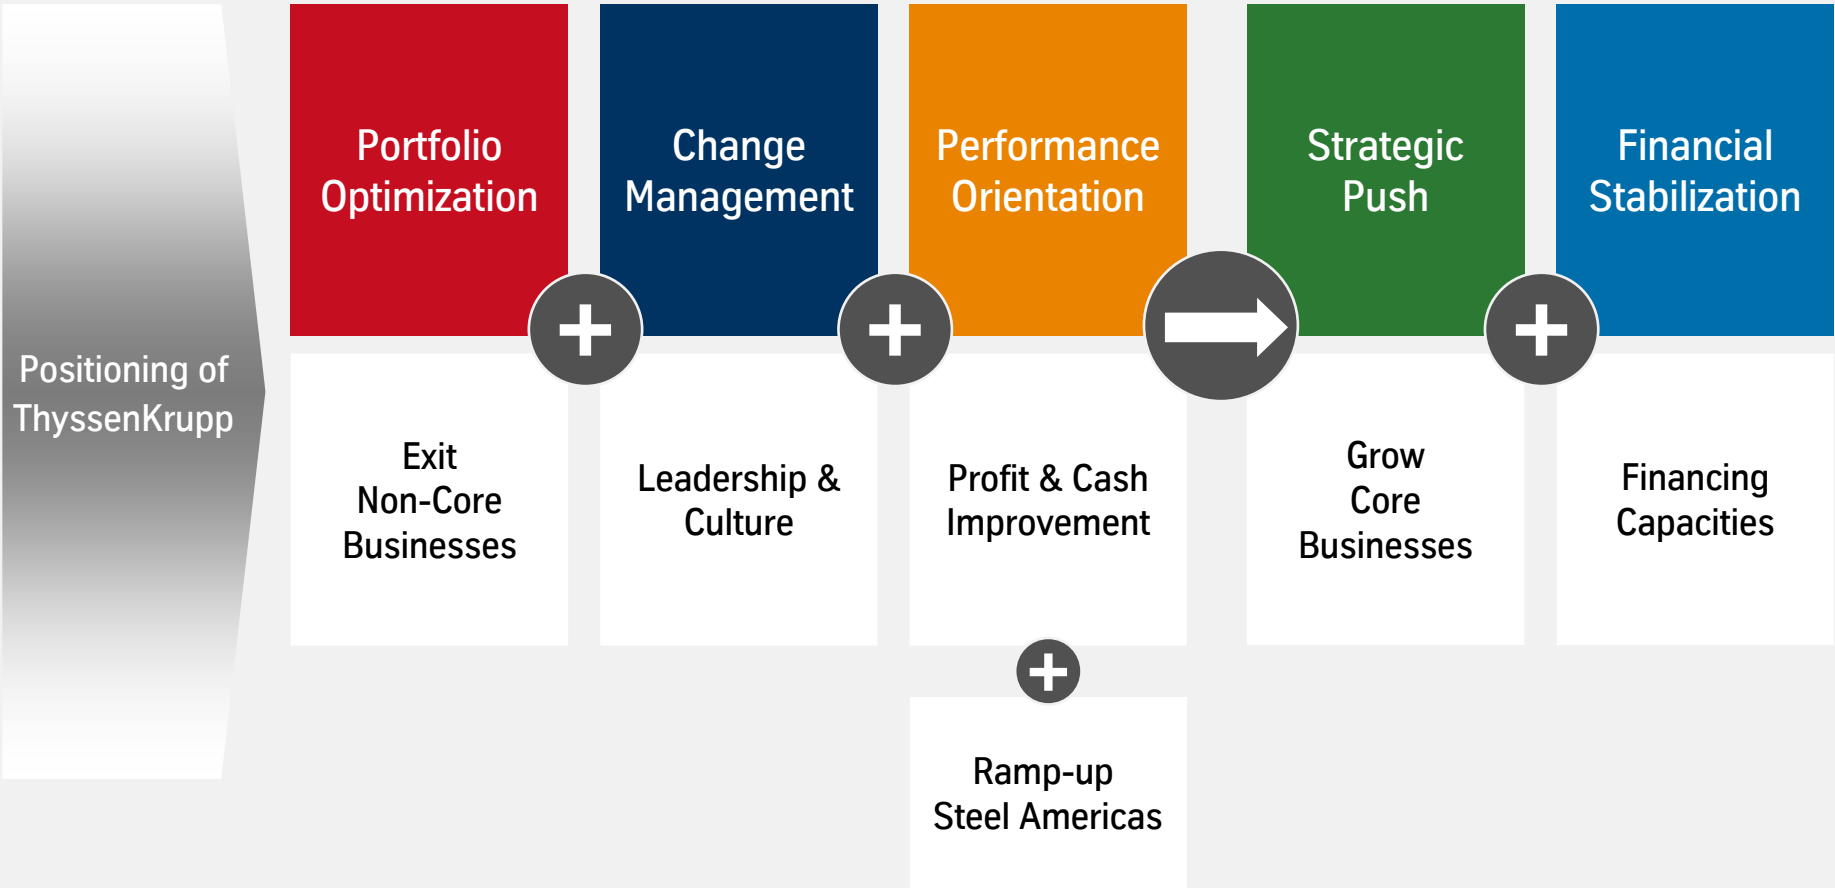 Positioning of
ThyssenKrupp
Portfolio
Optimization
Change
Management
Performance
Orientation
Strategic
Push
Financial
Stabilization
Exit
Non-Core
Businesses
Leadership &
Culture
Profit & Cash
Improvement
Grow
Core
Businesses
Financing
Capacities
Ramp-up
Steel Americas